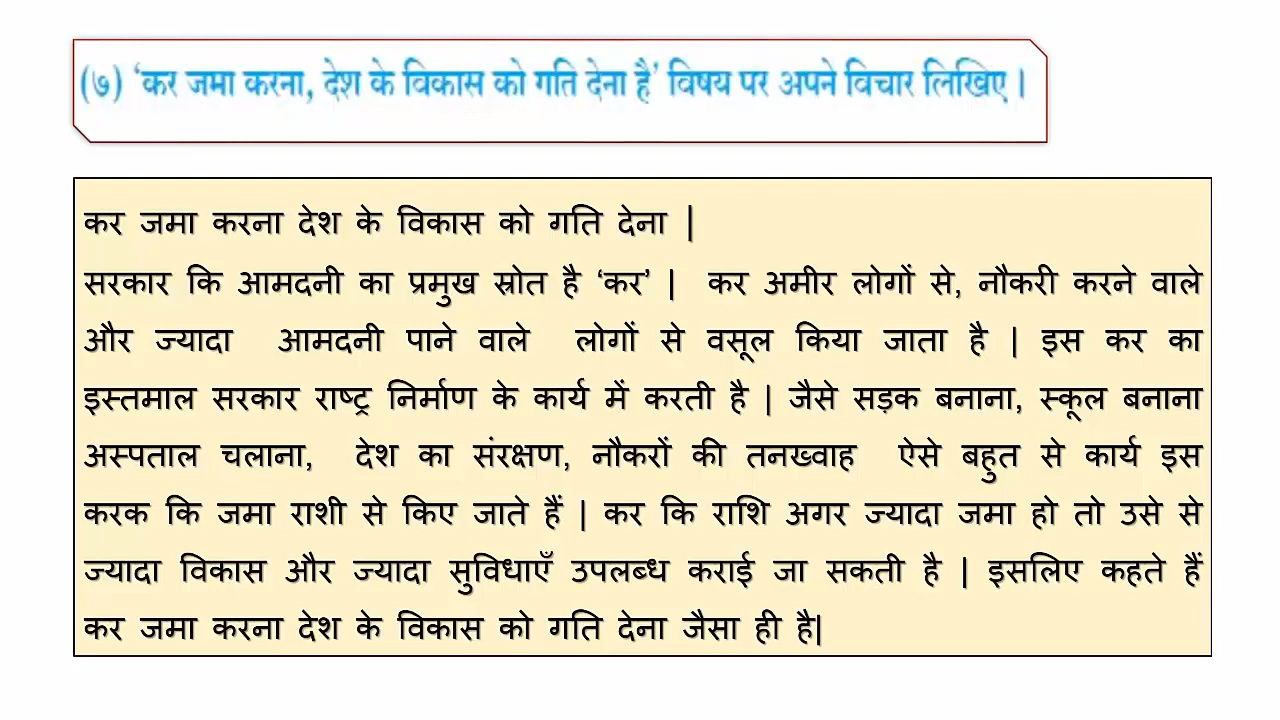 (७) ‘कर जमा करना, देश के विकास को गति देना है’ विषय पर अपने विचार लिखिए ।
कर जमा करना देश के विकास को गति देना |
सरकार कि आमदनी का प्रमुख स्रोत है ‘कर’ | कर अमीर लोगों से, नौकरी करने वाले
और ज्यादा आमदनी पाने वाले लोगों से वसूल किया जाता है | इस कर का
इस्तमाल सरकार राष्ट्र निर्माण के कार्य में करती है | जैसे सड़क बनाना, स्कूल बनाना
अस्पताल चलाना, देश का संरक्षण, नौकरों की तनख्वाह ऐसे बहुत से कार्य इस
करक कि जमा राशी से किए जाते हैं | कर कि राशि अगर ज्यादा जमा हो तो उसे से
ज्यादा विकास और ज्यादा सुविधाएँ उपलब्ध कराई जा सकती है | इसलिए कहते हैं
कर जमा करना देश के विकास को गति देना जैसा ही है|